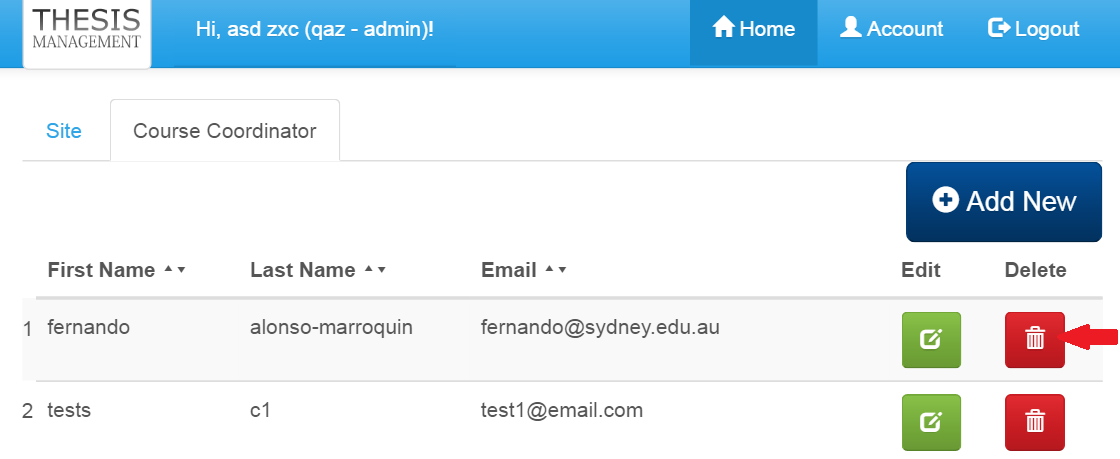 THESIS
MANAGEMENT
Hi, asd zxc (qaz - admin)!
Home
Account
Logout
Site
Course Coordinator
Add New
First Name Last Name Email Edit Delete
1 fernando alonso-marroquin fernando@sydney.edu.au
2 tests c1 test1@email.com